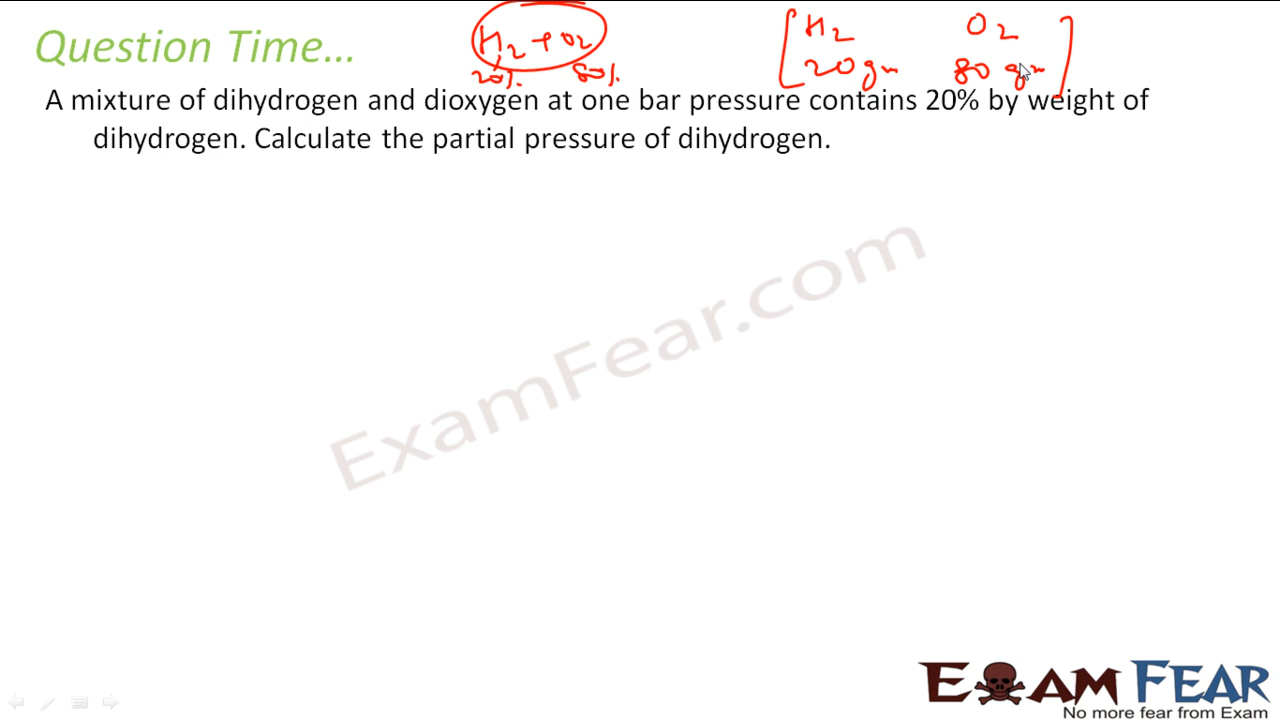 Question Time...
H2 + O2
20% 80%
H2 O2
20gm 80 gm
A mixture of dihydrogen and dioxygen at one bar pressure contains 20% by weight of
dihydrogen. Calculate the partial pressure of dihydrogen.
ExamFear.com
EXAM FEAR
No more fear from Exam